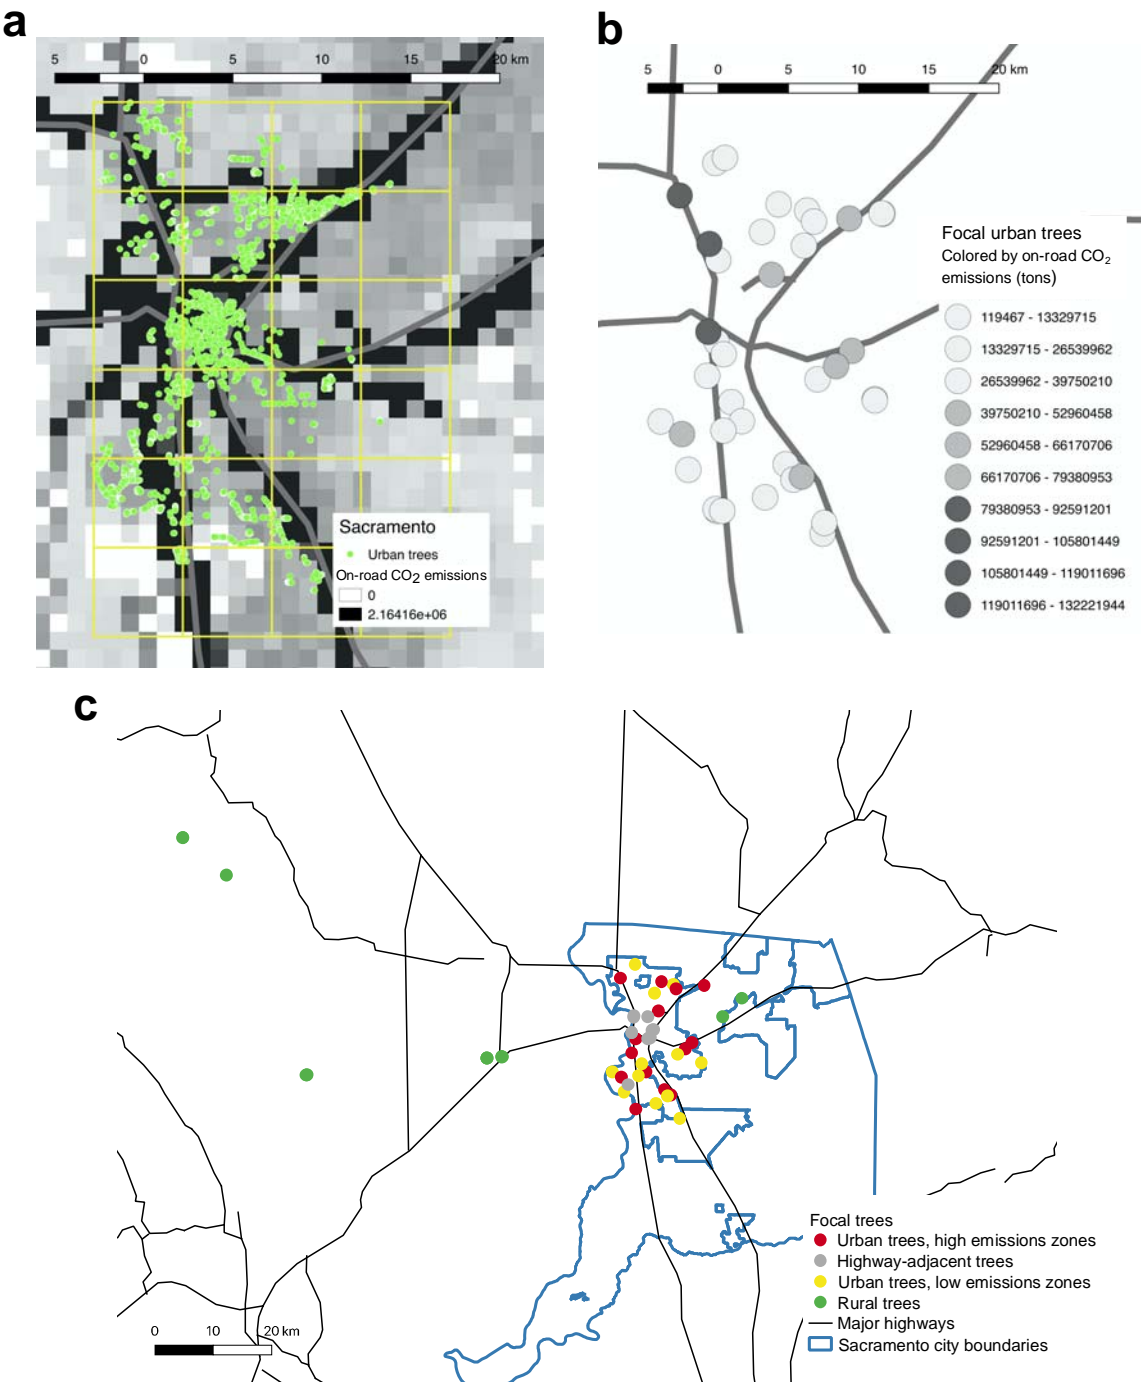 a
5 0 5 10 15 20 km
Sacramento
Urban trees
On-road CO2 emissions
0
2.16416e+06
b
5 0 5 10 15 20 km
Focal urban trees
Colored by on-road CO2
emissions (tons)
119467 - 13329715
13329715 - 26539962
26539962 - 39750210
39750210 - 52960458
52960458 - 66170706
66170706 - 79380953
79380953 - 92591201
92591201 - 105801449
105801449 - 119011696
119011696 - 132221944
c
Focal trees
Urban trees, high emissions zones
Highway-adjacent trees
Urban trees, low emissions zones
Rural trees
Major highways
Sacramento city boundaries
0 10 20 km